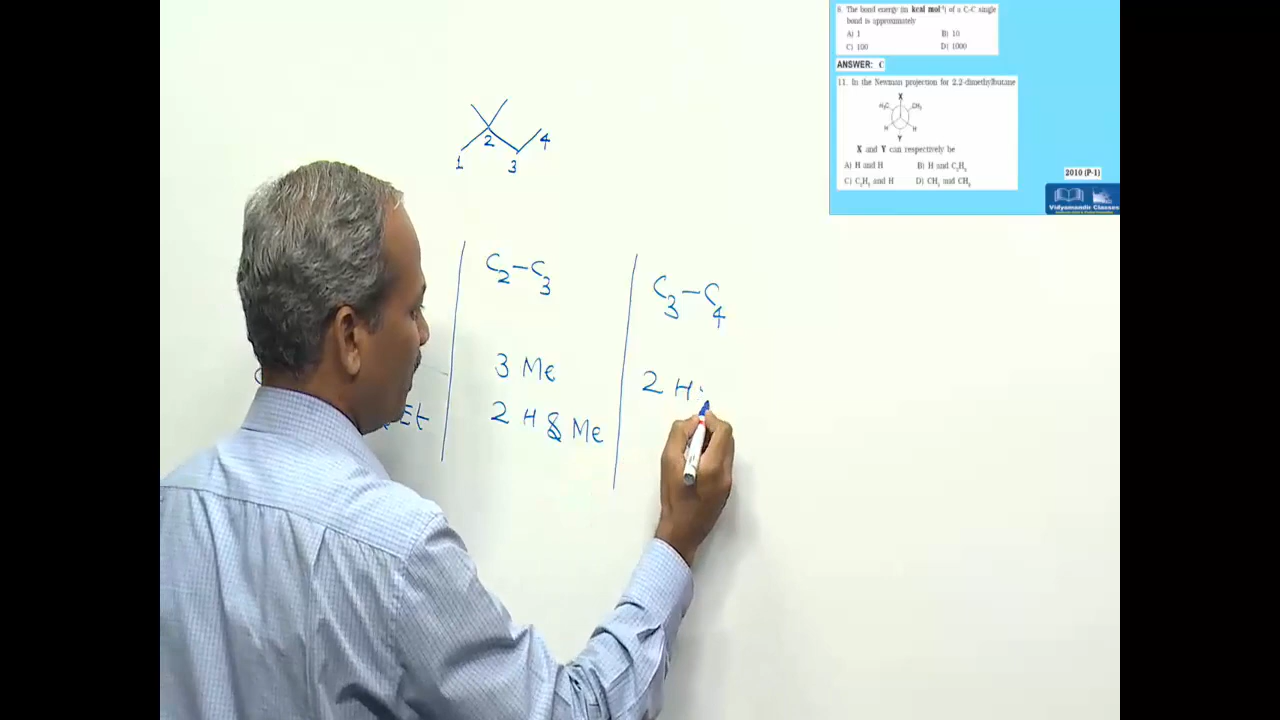 8. The bond energy (in kcal mol⁻¹) of a C-C single
bond is approximately
A) 1 B) 10
C) 100 D) 1000
ANSWER: C
11. In the Newman projection for 2.2-dimethylbutane
X
H₃C CH₃
H H
Y
X and Y can respectively be
A) H and H B) H and C₂H₅
C) C₂H₅ and H D) CH₃ and CH₃
2010 (P-1)
Vidyamandir Classes
1 2 3 4
C₂-C₃
3 Me
2 H & Me
C₃-C₄
2 H
Et